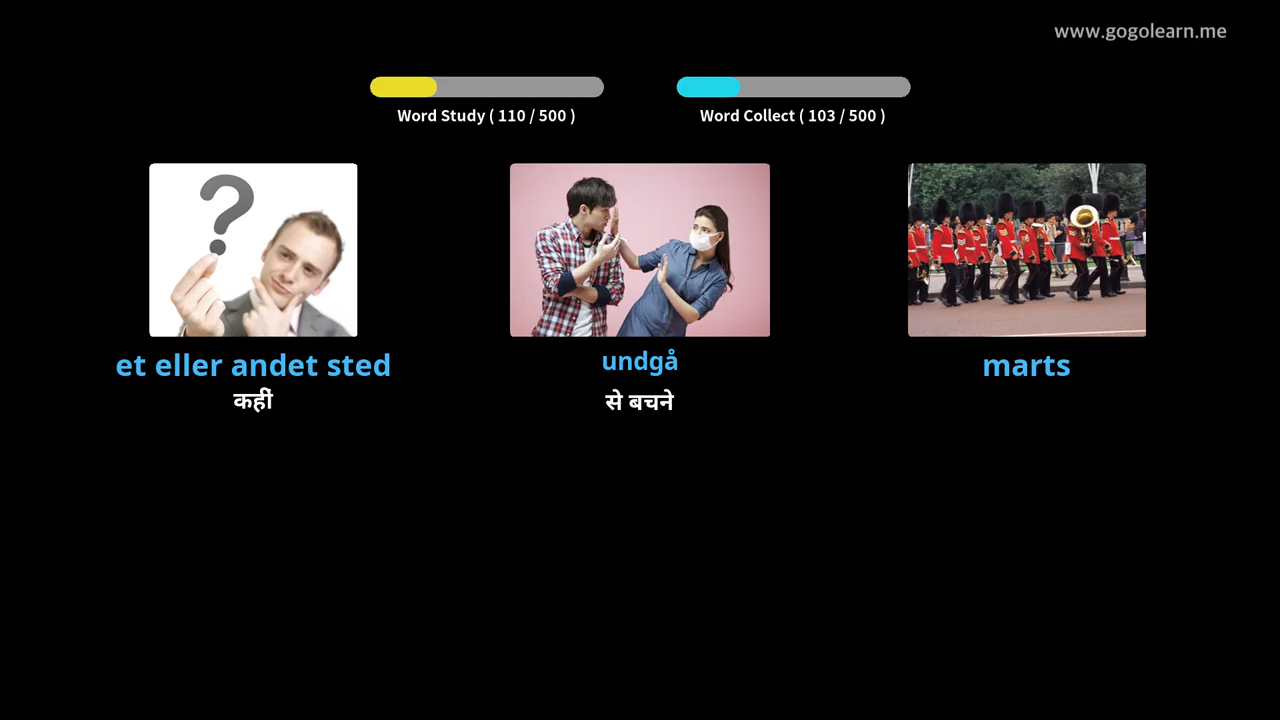 www.gogolearn.me
Word Study ( 110 / 500 )
Word Collect ( 103 / 500 )
?
et eller andet sted
undgå
marts
कहीं
से बचने